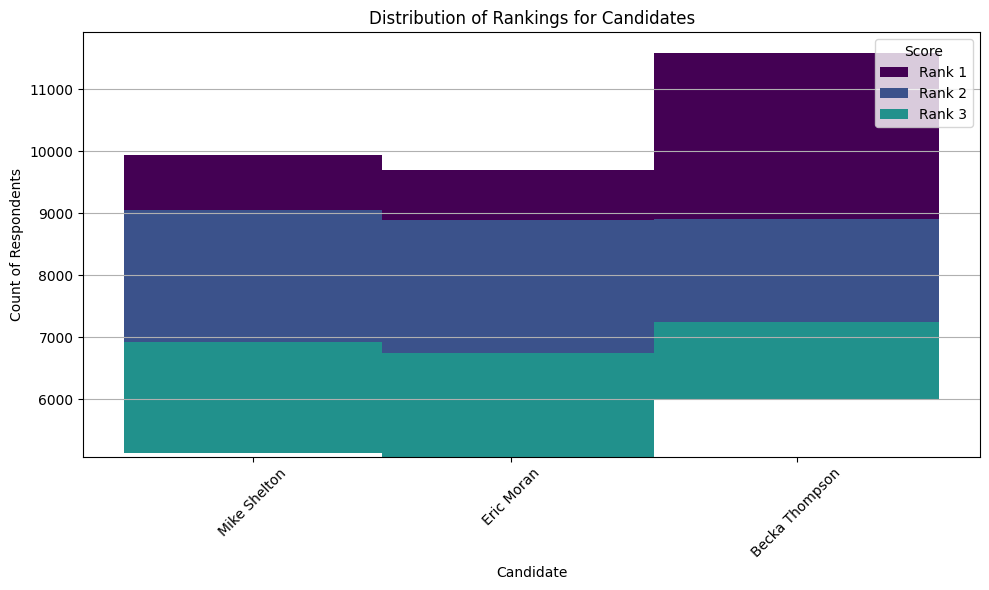 Distribution of Rankings for Candidates
Score
Rank 1
Rank 2
Rank 3
Count of Respondents
11000
10000
9000
8000
7000
6000
Mike Shelton
Eric Moran
Becka Thompson
Candidate